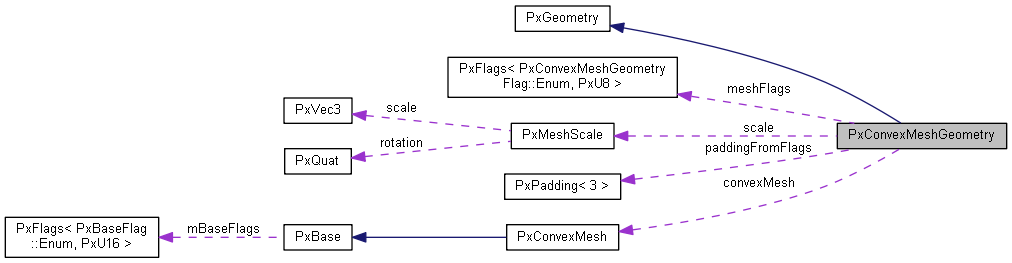 PxGeometry
PxFlags< PxConvexMeshGeometry
Flag::Enum, PxU8 >
meshFlags
PxVec3
scale
PxMeshScale
scale
PxConvexMeshGeometry
PxQuat
rotation
paddingFromFlags
PxPadding< 3 >
convexMesh
PxFlags< PxBaseFlag
::Enum, PxU16 >
mBaseFlags
PxBase
PxConvexMesh